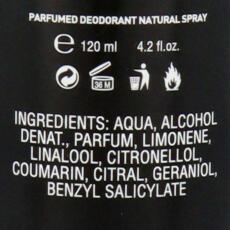 PARFUMED DEODORANT NATURAL SPRAY
℮ 120 ml 4.2 fl.oz.
36 M
INGREDIENTS: AQUA, ALCOHOL
DENAT., PARFUM, LIMONENE,
LINALOOL, CITRONELLOL,
COUMARIN, CITRAL, GERANIOL,
BENZYL SALICYLATE